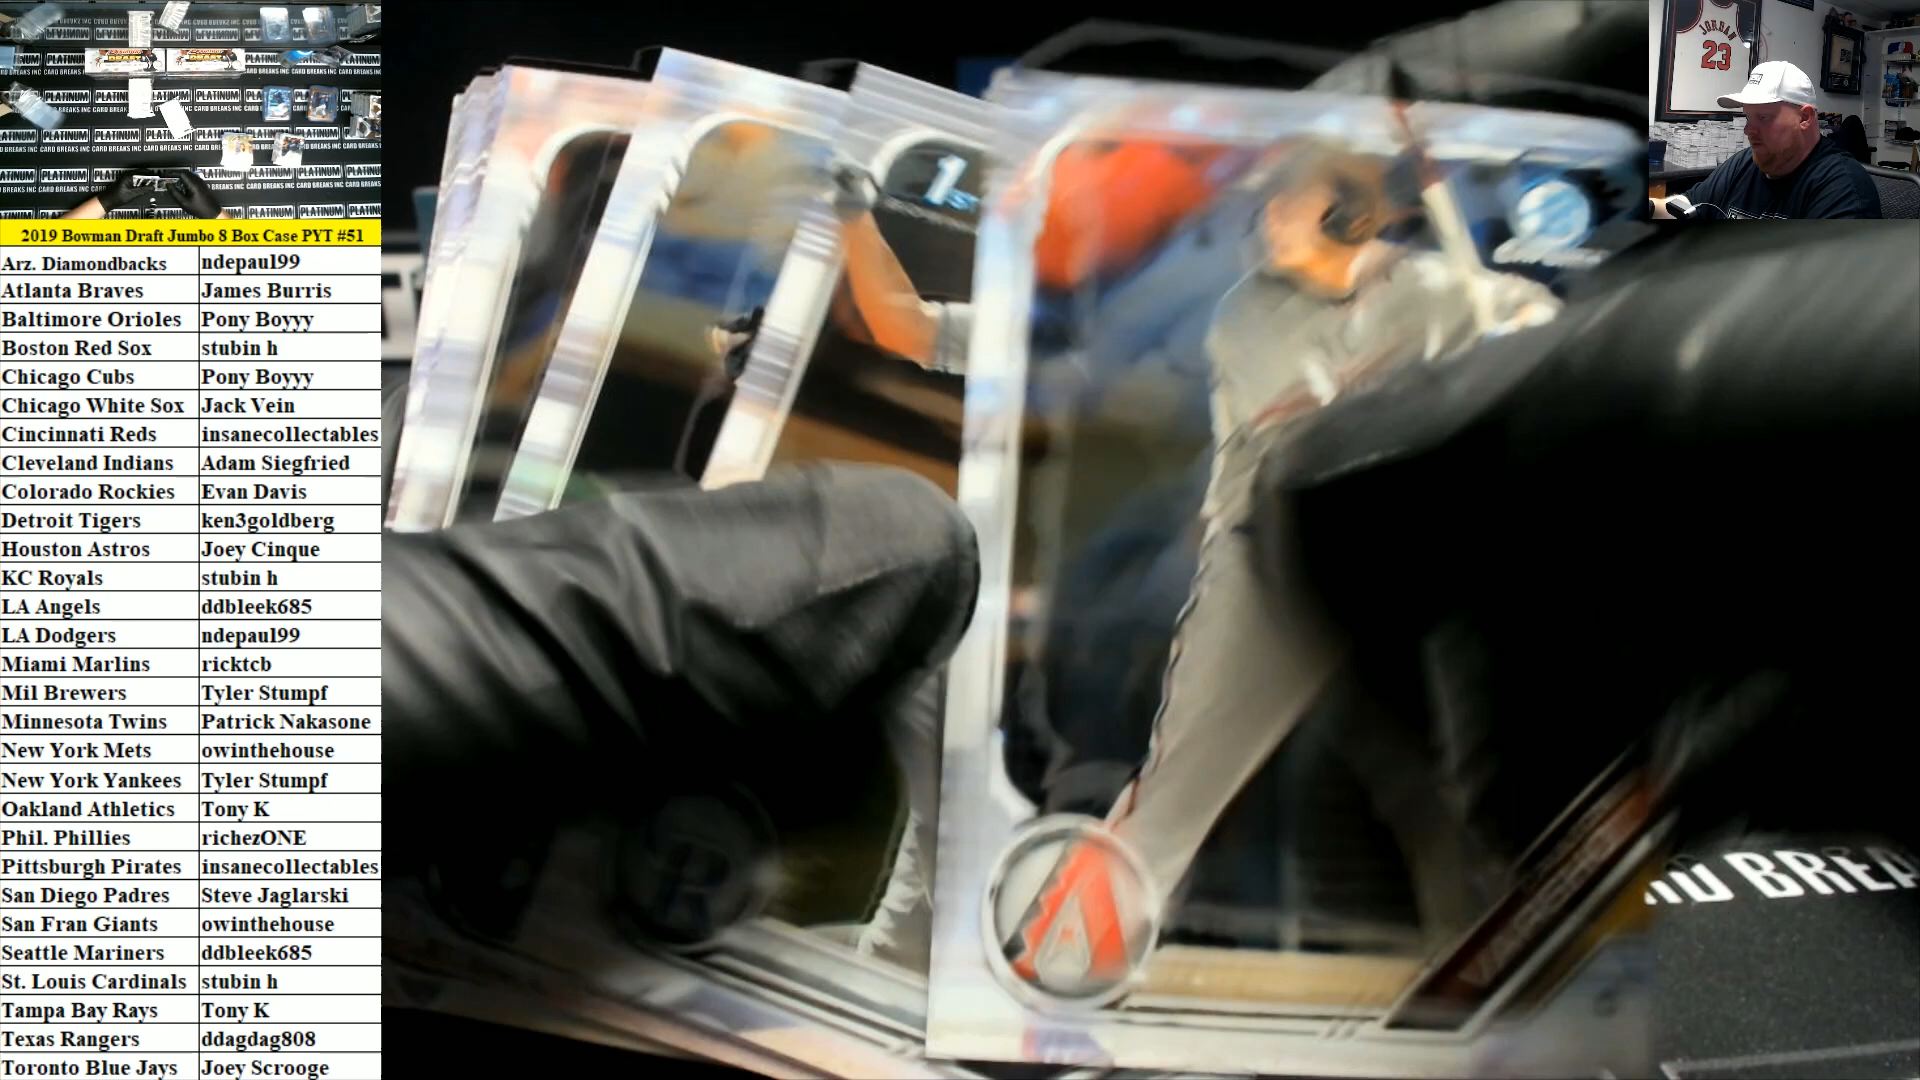 2019 Bowman Draft Jumbo 8 Box Case PYT #51
Arz. Diamondbacks ndepaul99
Atlanta Braves James Burris
Baltimore Orioles Pony Boyyy
Boston Red Sox stubin h
Chicago Cubs Pony Boyyy
Chicago White Sox Jack Vein
Cincinnati Reds insanecollectables
Cleveland Indians Adam Siegfried
Colorado Rockies Evan Davis
Detroit Tigers ken3goldberg
Houston Astros Joey Cinque
KC Royals stubin h
LA Angels ddbleek685
LA Dodgers ndepaul99
Miami Marlins ricktcb
Mil Brewers Tyler Stumpf
Minnesota Twins Patrick Nakasone
New York Mets owinthehouse
New York Yankees Tyler Stumpf
Oakland Athletics Tony K
Phil. Phillies richezONE
Pittsburgh Pirates insanecollectables
San Diego Padres Steve Jaglarski
San Fran Giants owinthehouse
Seattle Mariners ddbleek685
St. Louis Cardinals stubin h
Tampa Bay Rays Tony K
Texas Rangers ddagdag808
Toronto Blue Jays Joey Scrooge
PLATINUM
CARD BREAKS INC
JORDAN
23
1s
A